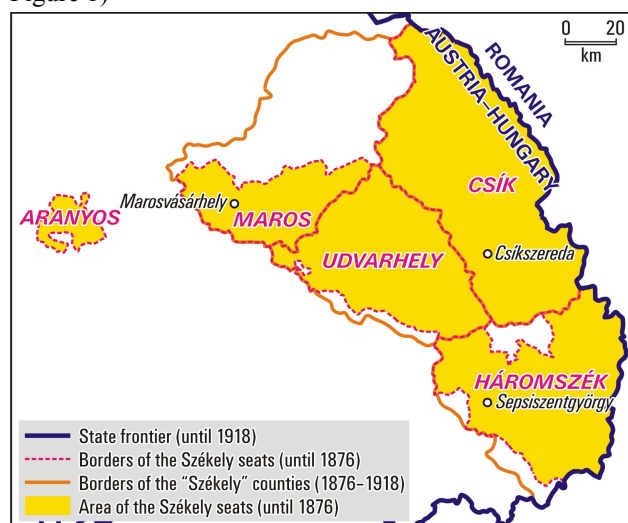 Figure 1)
0 20
km
ROMANIA
AUSTRIA–HUNGARY
CSÍK
Marosvásárhely
ARANYOS
MAROS
UDVARHELY
Csíkszereda
HÁROMSZÉK
Sepsiszentgyörgy
State frontier (until 1918)
Borders of the Székely seats (until 1876)
Borders of the "Székely" counties (1876–1918)
Area of the Székely seats (until 1876)